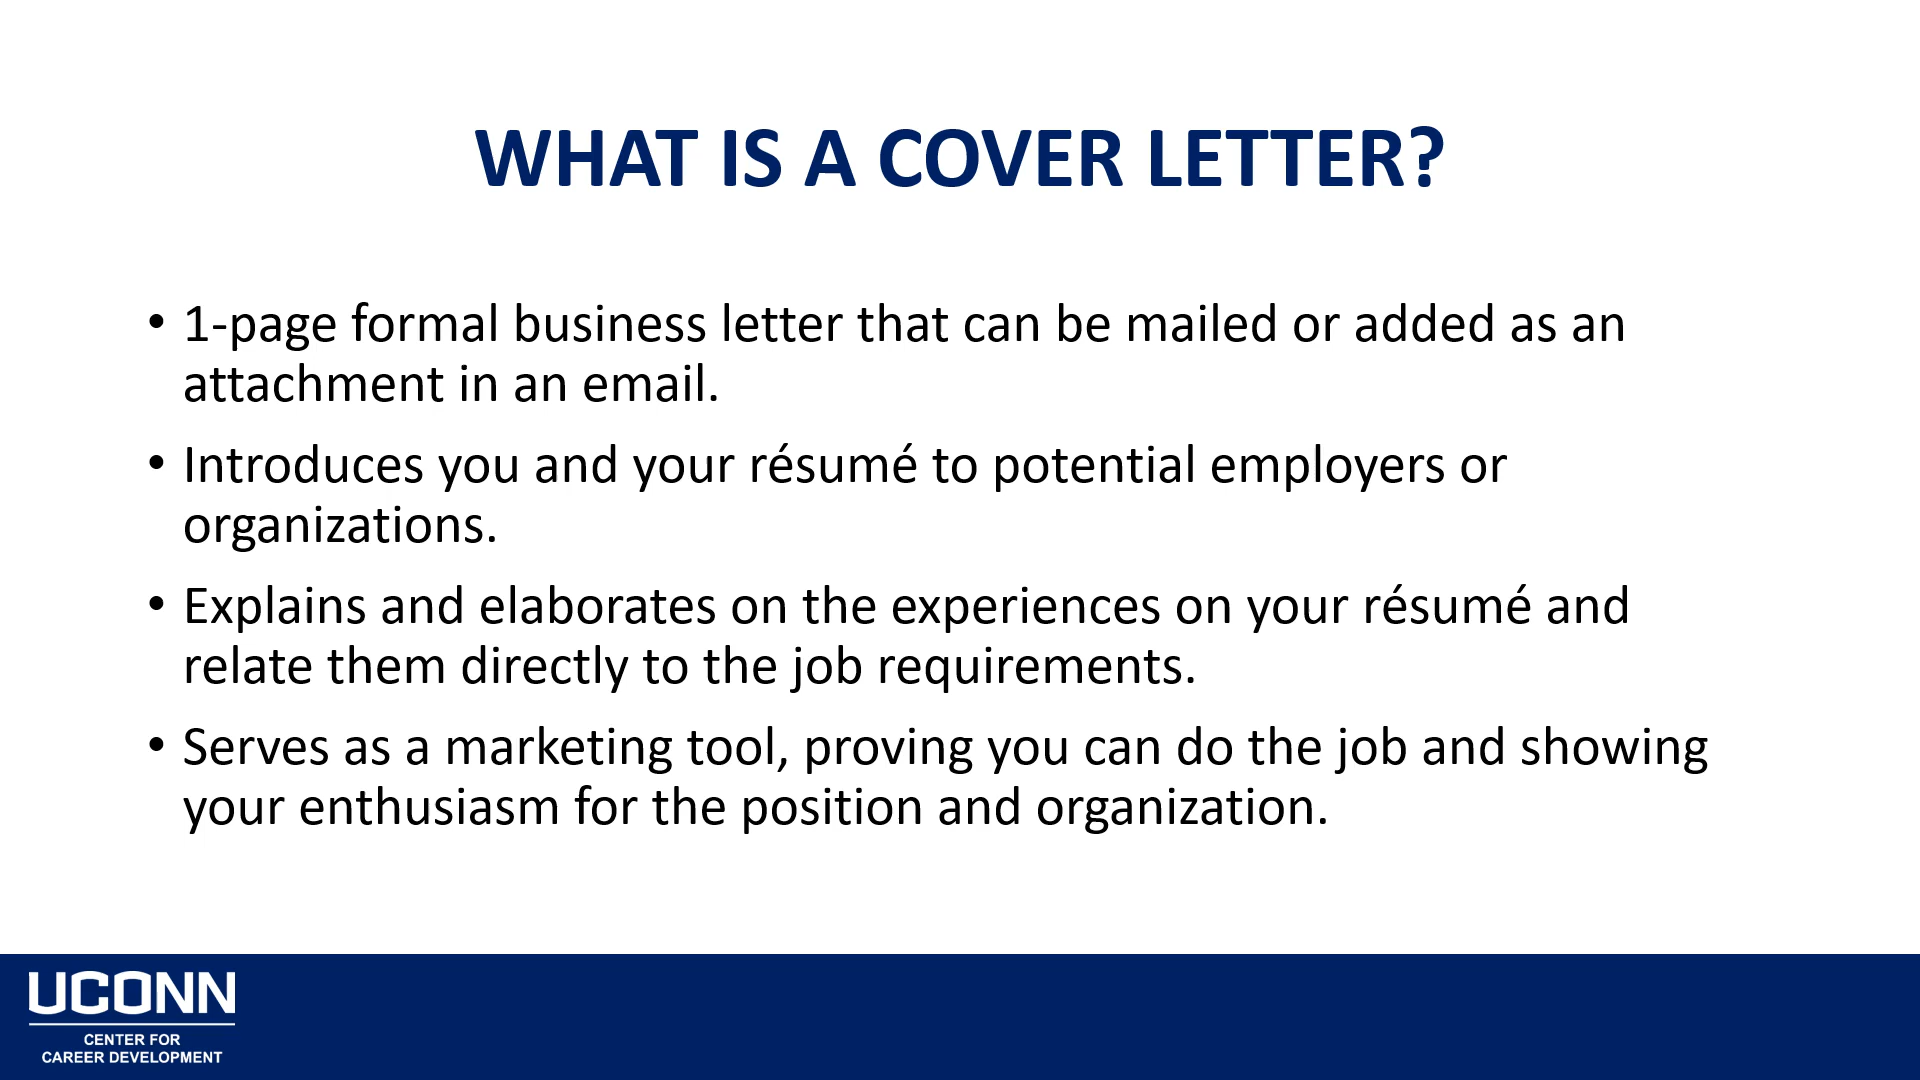 WHAT IS A COVER LETTER?
• 1-page formal business letter that can be mailed or added as an
attachment in an email.
• Introduces you and your résumé to potential employers or
organizations.
• Explains and elaborates on the experiences on your résumé and
relate them directly to the job requirements.
• Serves as a marketing tool, proving you can do the job and showing
your enthusiasm for the position and organization.
UCONN
CENTER FOR
CAREER DEVELOPMENT